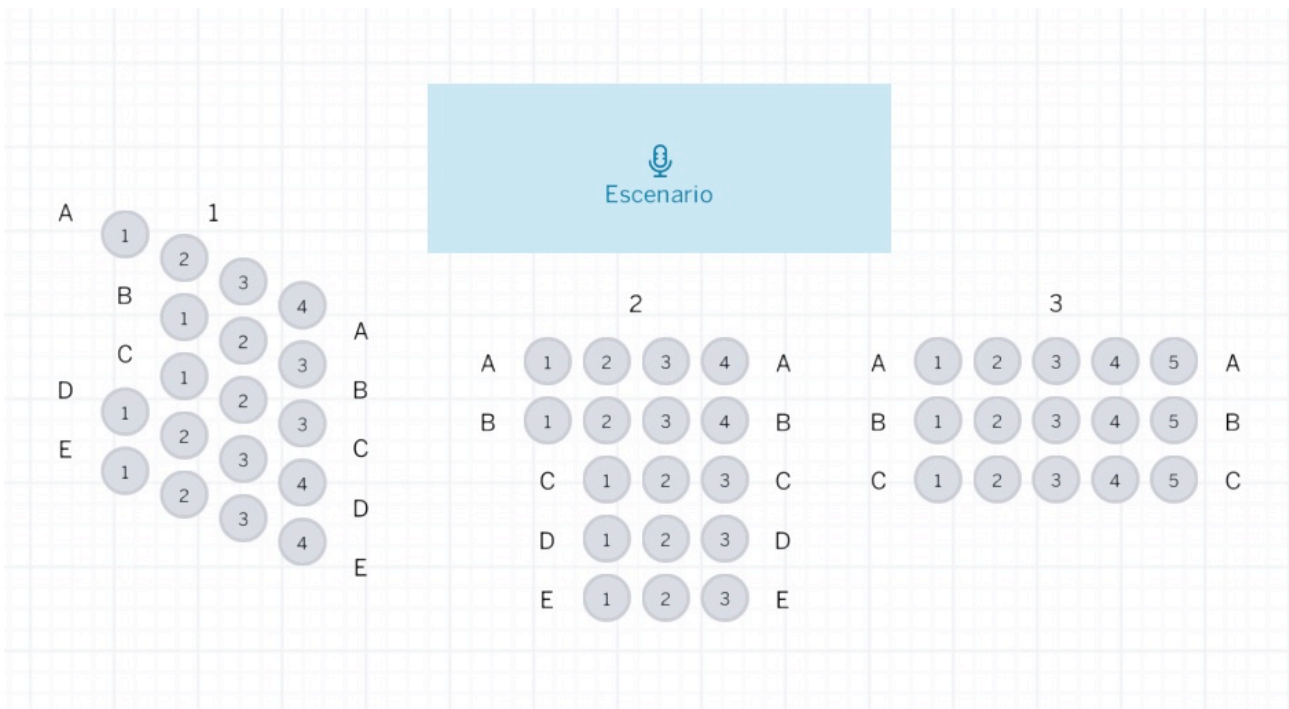 Escenario
1
A 1 2 3 4 A
B 1 2 3 B
C 1 2 3 C
D 1 2 3 4 D
E 1 2 3 4 E
2
A 1 2 3 4 A
B 1 2 3 4 B
C 1 2 3 C
D 1 2 3 D
E 1 2 3 E
3
A 1 2 3 4 5 A
B 1 2 3 4 5 B
C 1 2 3 4 5 C